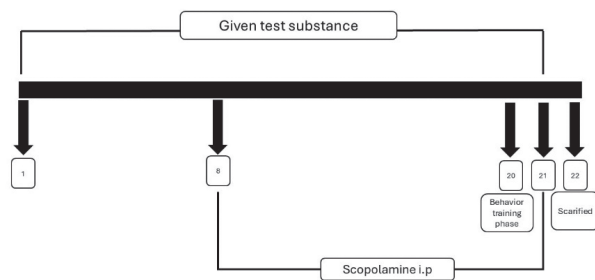 Given test substance
1
8
20
21
22
Behavior
training
phase
Scarified
Scopolamine i.p